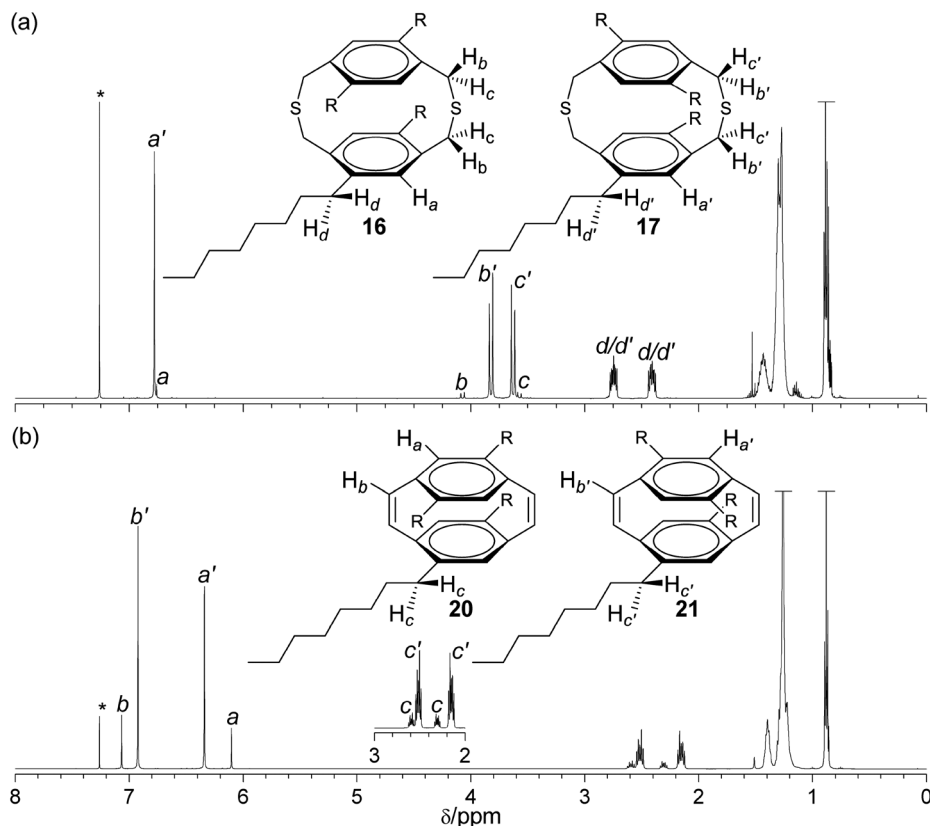 (a)
R
H_b
H_c
S
S
R
R
H_c
H_b
H_d
H_a
H_d
16
R
H_c'
H_b'
S
S
R
R
H_c'
H_b'
H_d'
H_a'
H_d'
17
*
a'
a
b
b'
c'
c
d/d'
d/d'
(b)
H_a
R
H_b
R
R
H_c
H_c
20
R
H_a'
H_b'
R
R
H_c'
H_c'
21
*
b
b'
a'
a
c
c'
c
c'
3
2
8
7
6
5
4
3
2
1
0
δ/ppm